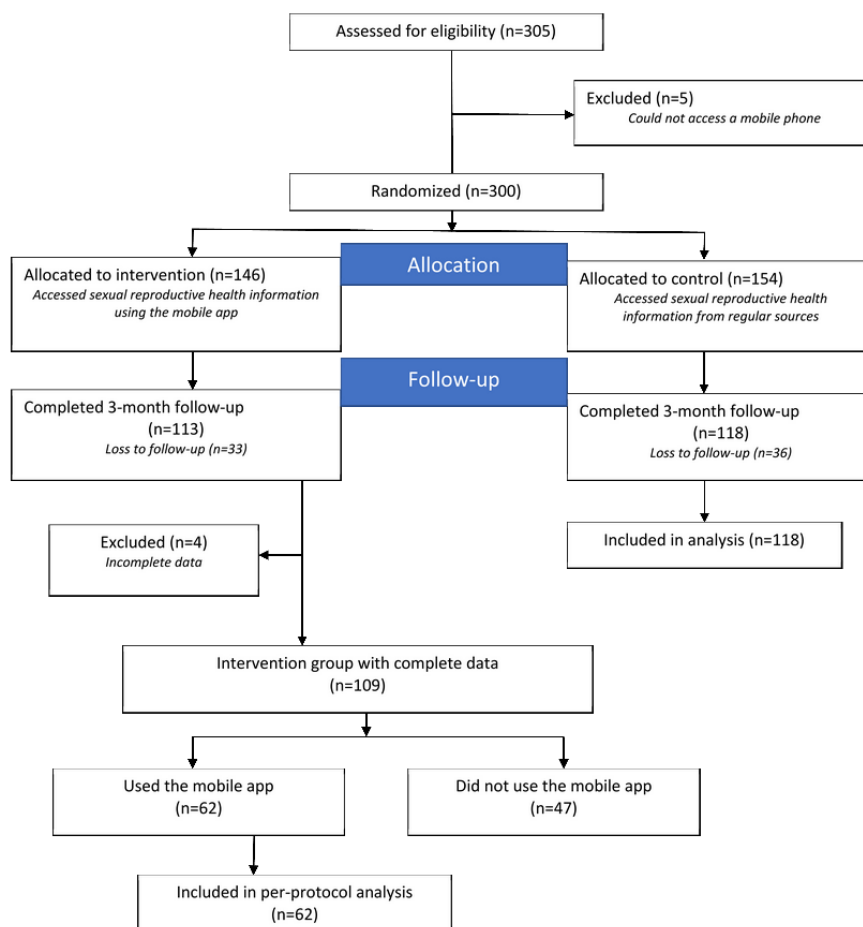 Assessed for eligibility (n=305)
Excluded (n=5)
Could not access a mobile phone
Randomized (n=300)
Allocation
Allocated to intervention (n=146)
Accessed sexual reproductive health information
using the mobile app
Allocated to control (n=154)
Accessed sexual reproductive health
information from regular sources
Follow-up
Completed 3-month follow-up
(n=113)
Loss to follow-up (n=33)
Completed 3-month follow-up
(n=118)
Loss to follow-up (n=36)
Excluded (n=4)
Incomplete data
Included in analysis (n=118)
Intervention group with complete data
(n=109)
Used the mobile app
(n=62)
Did not use the mobile app
(n=47)
Included in per-protocol analysis
(n=62)